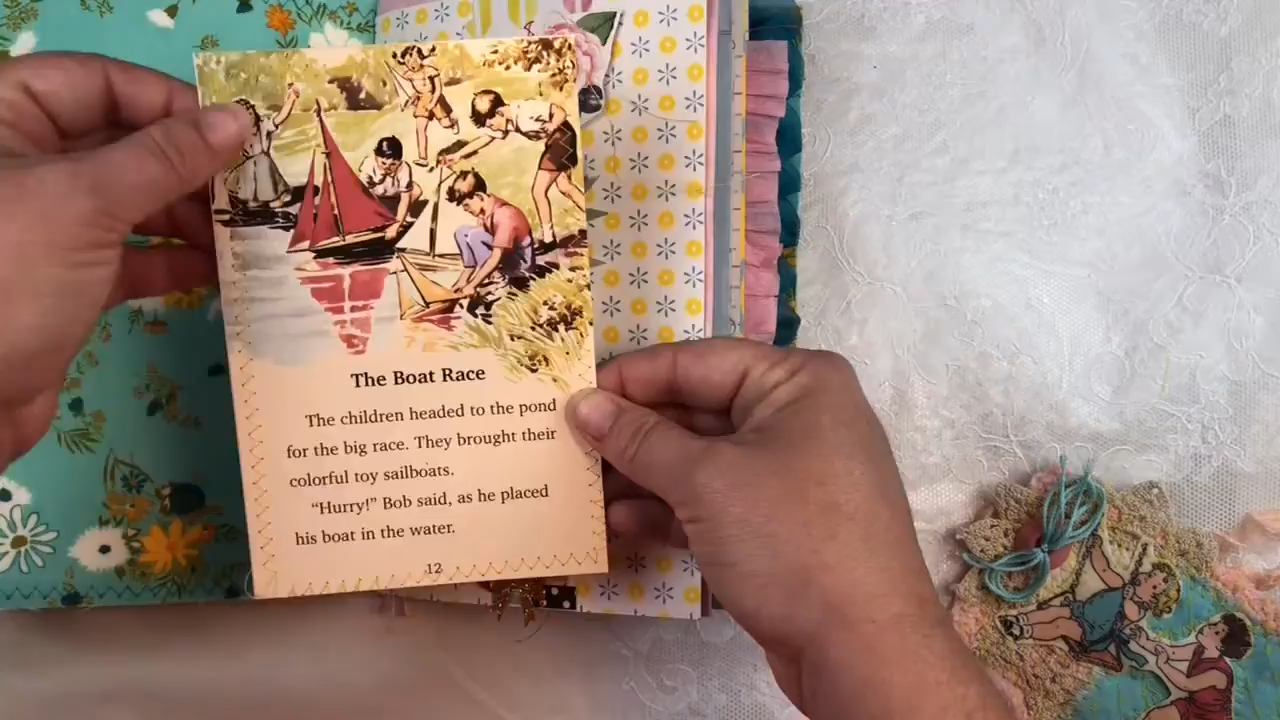 The Boat Race
The children headed to the pond
for the big race. They brought their
colorful toy sailboats.
“Hurry!” Bob said, as he placed
his boat in the water.
12